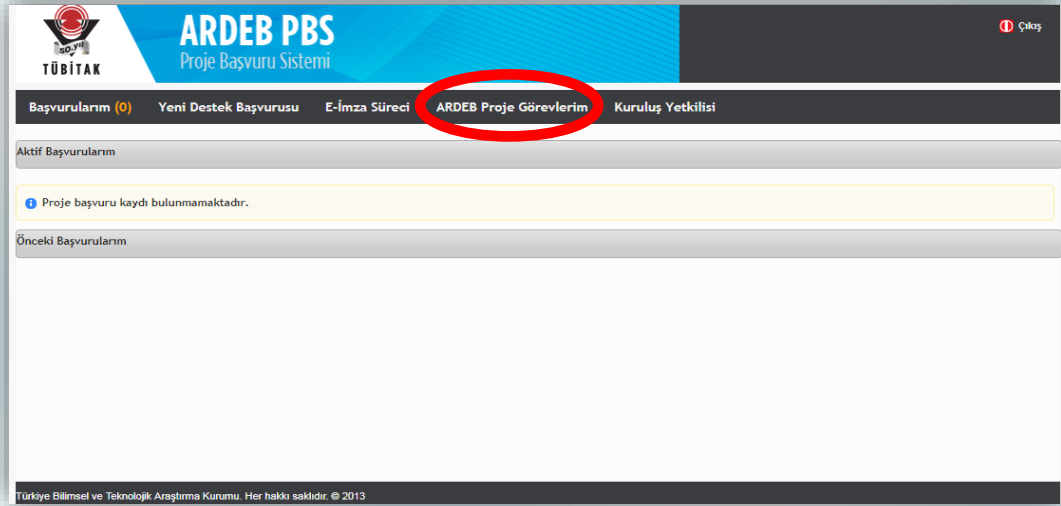 50.yıl
TÜBİTAK
ARDEB PBS
Proje Başvuru Sistemi
Çıkış
Başvurularım (0) Yeni Destek Başvurusu E-İmza Süreci ARDEB Proje Görevlerim Kuruluş Yetkilisi
Aktif Başvurularım
Proje başvuru kaydı bulunmamaktadır.
Önceki Başvurularım
Türkiye Bilimsel ve Teknolojik Araştırma Kurumu. Her hakkı saklıdır. © 2013